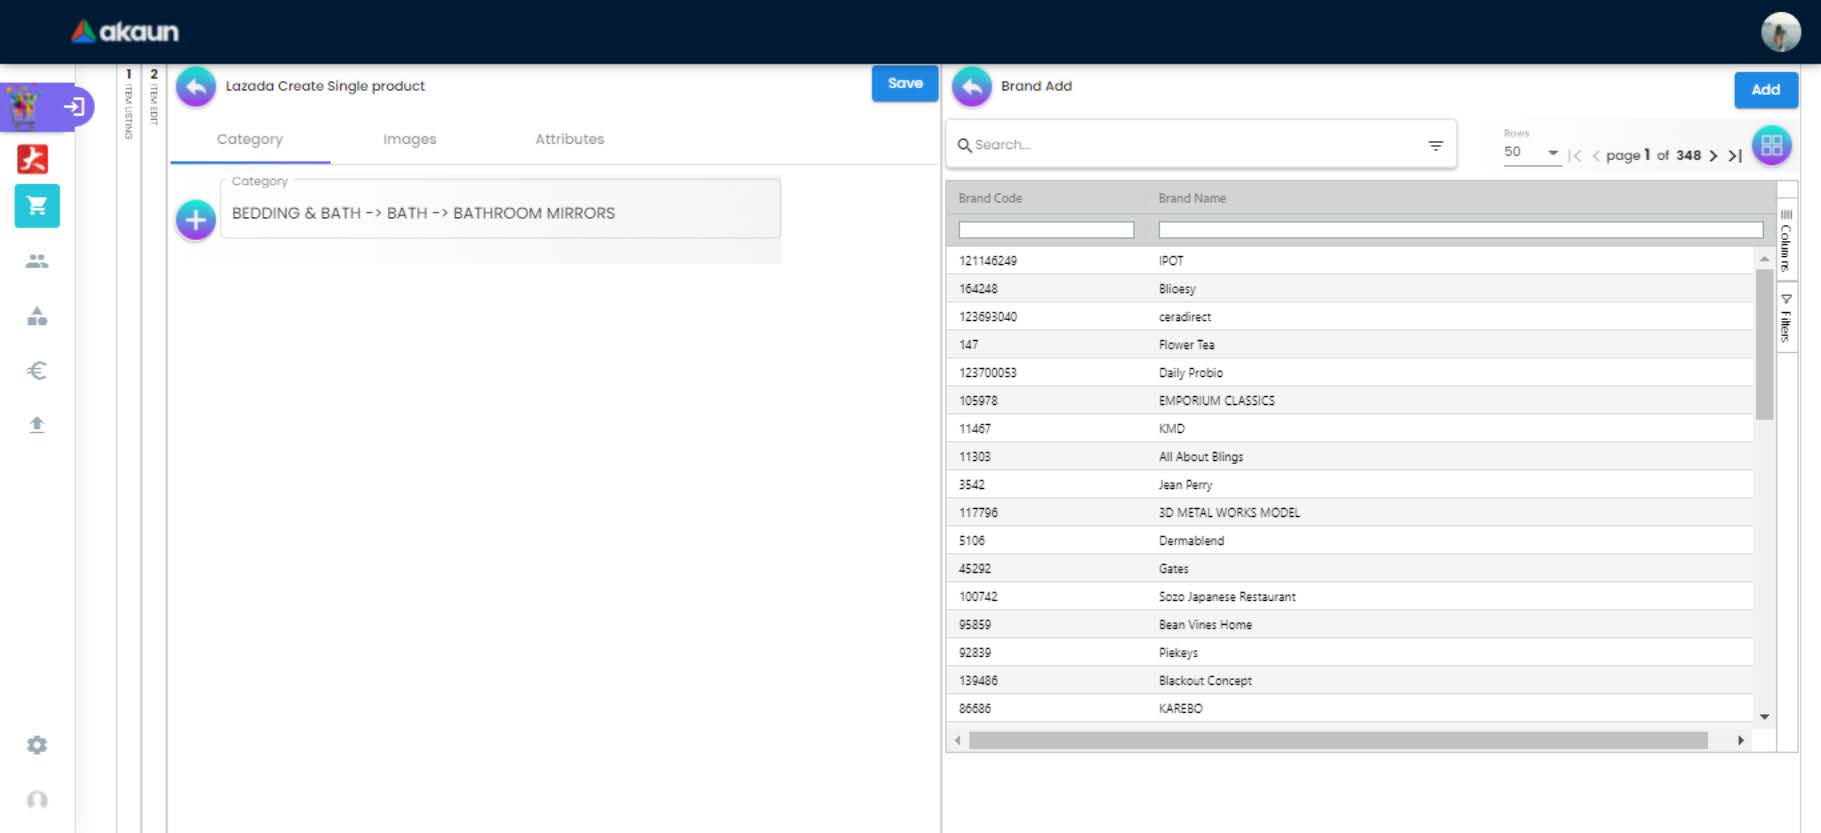 akaun
1 ITEM LISTING
2 ITEM EDIT
Lazada Create Single product
Save
Category Images Attributes
Category
BEDDING & BATH -> BATH -> BATHROOM MIRRORS
Brand Add
Add
Search...
Rows
50
page 1 of 348
Brand Code Brand Name
121146249 IPOT
164248 Blioesy
123693040 ceradirect
147 Flower Tea
123700053 Daily Probio
105978 EMPORIUM CLASSICS
11467 KMD
11303 All About Blings
3542 Jean Perry
117796 3D METAL WORKS MODEL
5106 Dermablend
45292 Gates
100742 Sozo Japanese Restaurant
95859 Bean Vines Home
92839 Piekeys
139486 Blackout Concept
86686 KAREBO
Columns
Filters